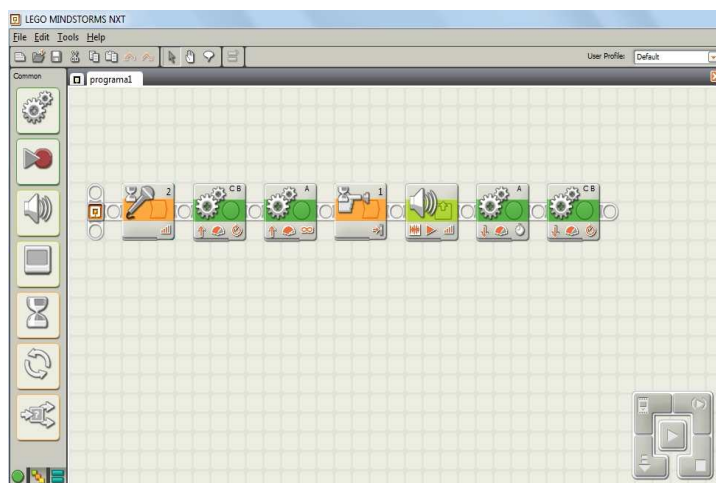 LEGO MINDSTORMS NXT
File Edit Tools Help
User Profile: Default
Common
programa1
2 C B A 1 A C B